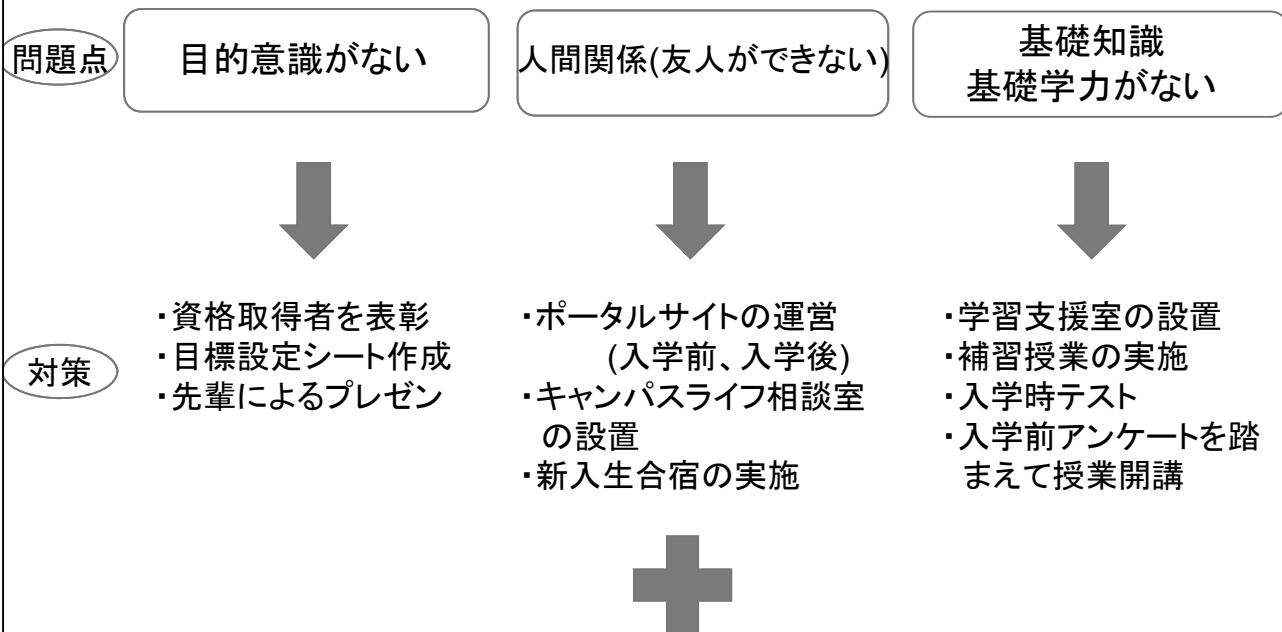 問題点
目的意識がない
人間関係(友人ができない)
基礎知識
基礎学力がない
対策
・資格取得者を表彰
・目標設定シート作成
・先輩によるプレゼン
・ポータルサイトの運営
(入学前、入学後)
・キャンパスライフ相談室
の設置
・新入生合宿の実施
・学習支援室の設置
・補習授業の実施
・入学時テスト
・入学前アンケートを踏
まえて授業開講